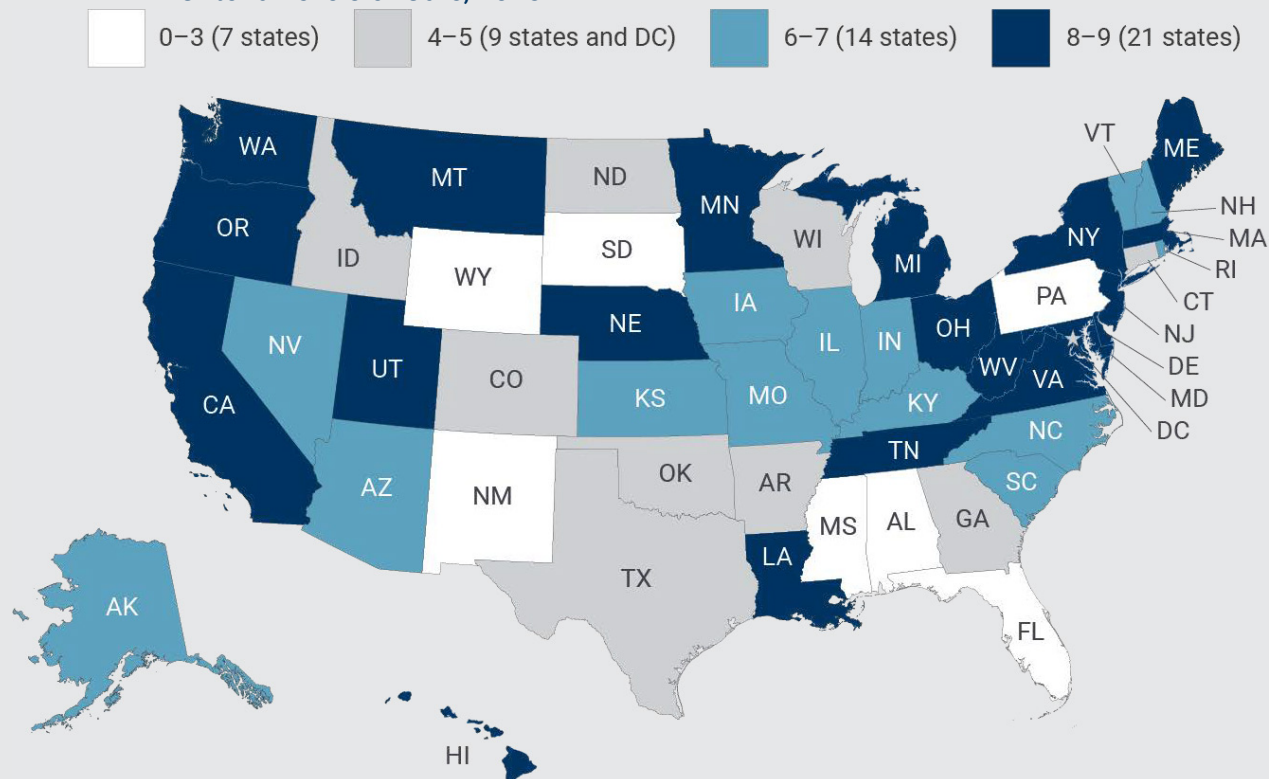 0–3 (7 states)
4–5 (9 states and DC)
6–7 (14 states)
8–9 (21 states)
WA
MT
ND
MN
VT
ME
OR
ID
SD
WI
MI
NY
NH
MA
RI
WY
IA
PA
CT
NJ
NV
UT
NE
IL
IN
OH
DE
CA
CO
KS
MO
WV
VA
MD
KY
DC
AZ
NM
OK
AR
TN
NC
SC
MS
AL
GA
TX
LA
AK
FL
HI